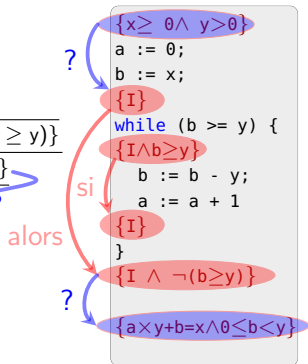 {x≥ 0∧ y>0}
?
a := 0;
b := x;
{I}
while (b >= y) {
≥ y)}
{I∧b≥y}
}
b := b - y;
si
a := a + 1
{I}
alors
}
{I ∧ ¬(b≥y)}
?
{a×y+b=x∧0≤b<y}